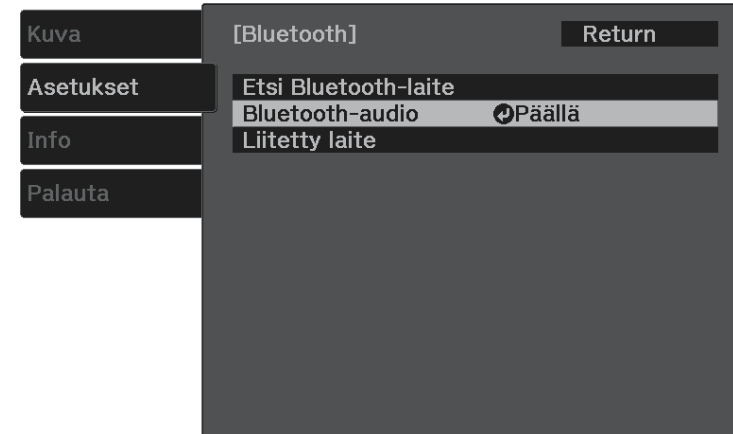 Kuva
Asetukset
Info
Palauta
[Bluetooth]
Return
Etsi Bluetooth-laite
Bluetooth-audio Päällä
Liitetty laite